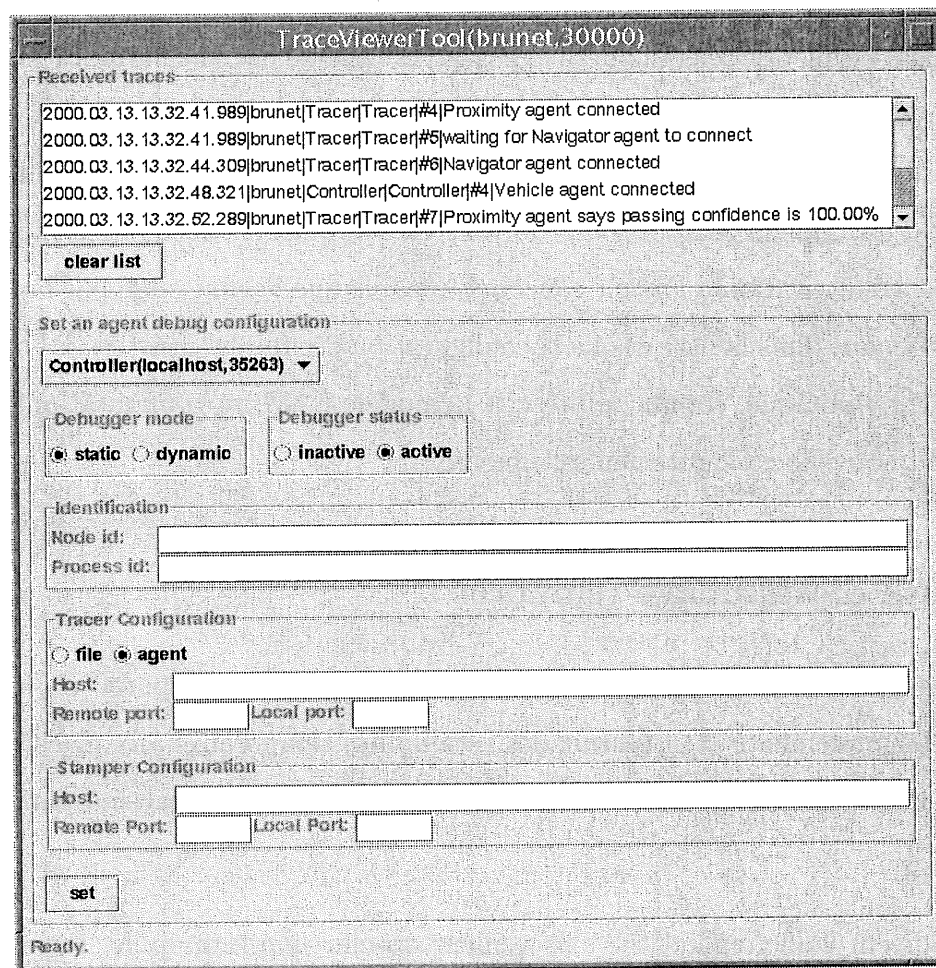 TraceViewerTool(brunet,30000)
Received traces
2000.03.13.13.32.41.989|brunet|Tracer|Tracer|#4|Proximity agent connected
2000.03.13.13.32.41.989|brunet|Tracer|Tracer|#5|waiting for Navigator agent to connect
2000.03.13.13.32.44.309|brunet|Tracer|Tracer|#6|Navigator agent connected
2000.03.13.13.32.48.321|brunet|Controller|Controller|#4|Vehicle agent connected
2000.03.13.13.32.52.289|brunet|Tracer|Tracer|#7|Proximity agent says passing confidence is 100.00%
clear list
Set an agent debug configuration
Controller(localhost,35263)
Debugger mode Debugger status
static dynamic inactive active
Identification
Node id:
Process id:
Tracer Configuration
file agent
Host:
Remote port: Local port:
Stamper Configuration
Host:
Remote Port: Local Port:
set
Ready.